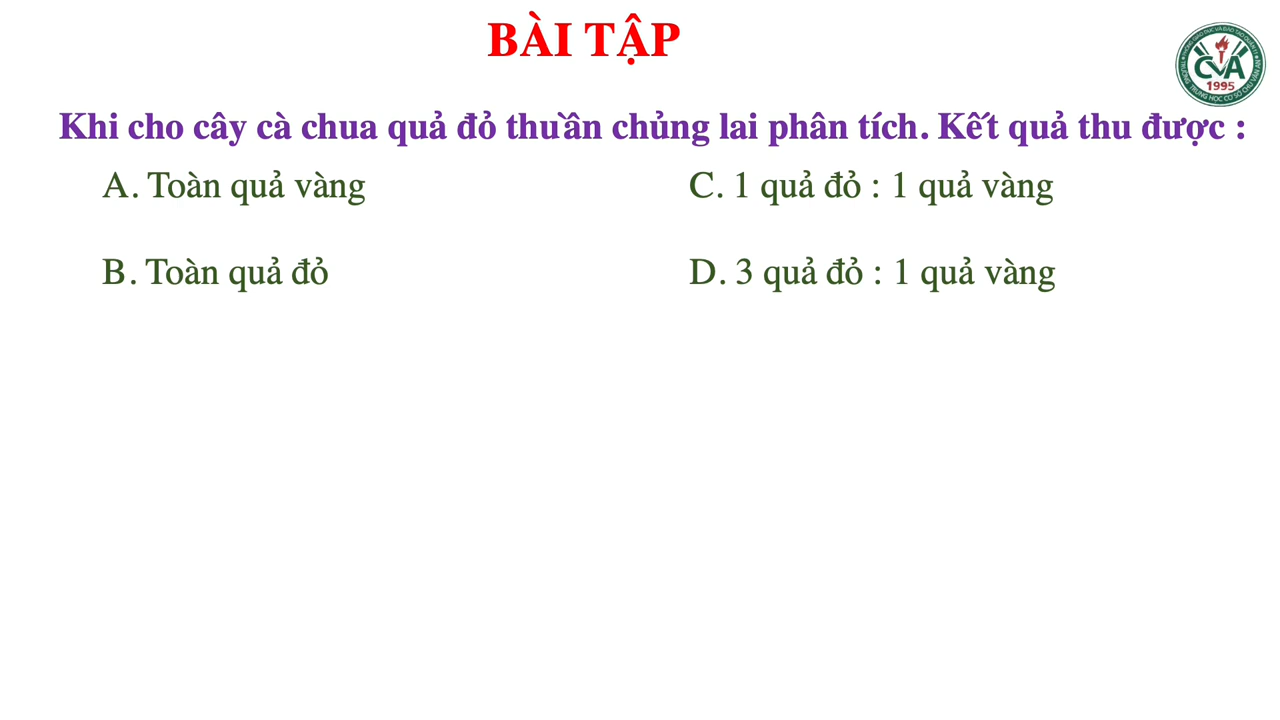 BÀI TẬP
CVA
1995
Khi cho cây cà chua quả đỏ thuần chủng lai phân tích. Kết quả thu được :
A. Toàn quả vàng
C. 1 quả đỏ : 1 quả vàng
B. Toàn quả đỏ
D. 3 quả đỏ : 1 quả vàng